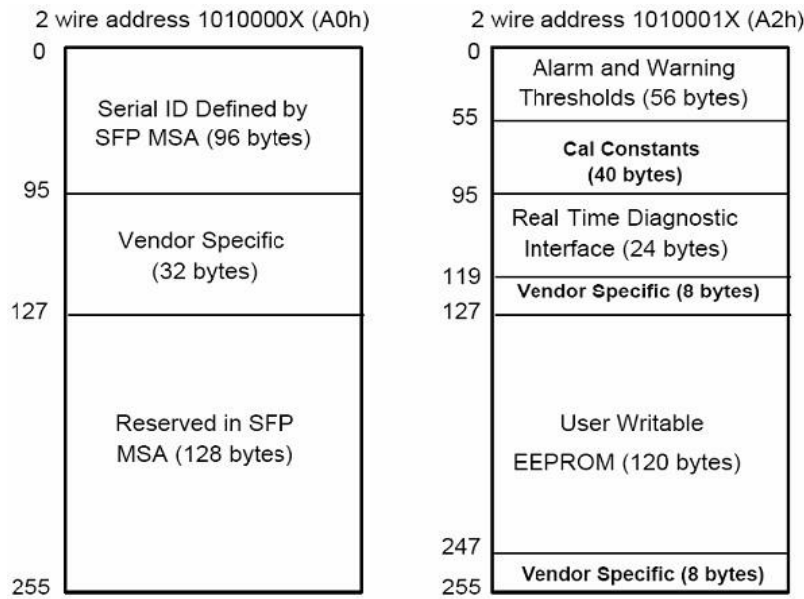 2 wire address 1010000X (A0h)
0
Serial ID Defined by
SFP MSA (96 bytes)
95
Vendor Specific
(32 bytes)
127
Reserved in SFP
MSA (128 bytes)
255
2 wire address 1010001X (A2h)
0
Alarm and Warning
Thresholds (56 bytes)
55
Cal Constants
(40 bytes)
95
Real Time Diagnostic
Interface (24 bytes)
119
Vendor Specific (8 bytes)
127
User Writable
EEPROM (120 bytes)
247
Vendor Specific (8 bytes)
255